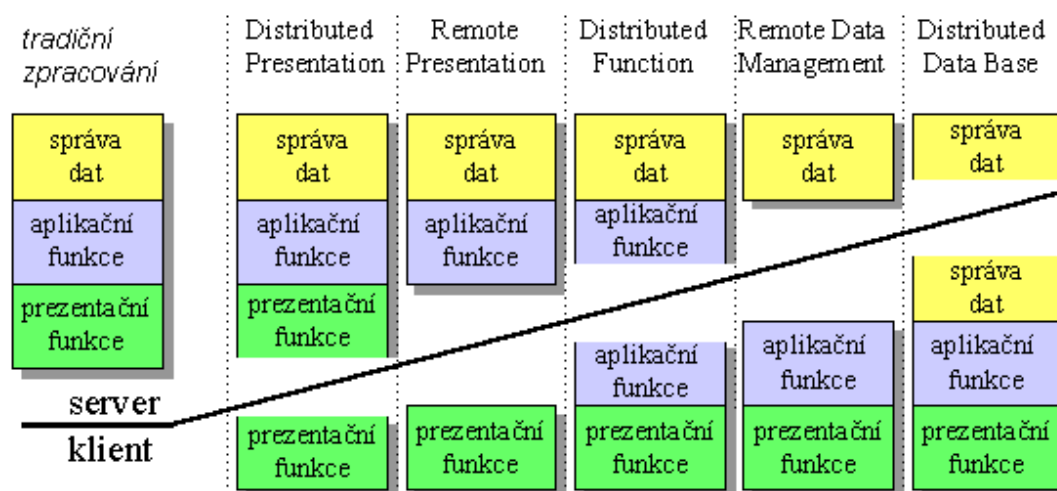 tradiční
zpracování
Distributed
Presentation
Remote
Presentation
Distributed
Function
Remote Data
Management
Distributed
Data Base
správa
dat
aplikační
funkce
prezentační
funkce
server
klient
správa
dat
aplikační
funkce
prezentační
funkce
prezentační
funkce
správa
dat
aplikační
funkce
prezentační
funkce
správa
dat
aplikační
funkce
aplikační
funkce
prezentační
funkce
správa
dat
aplikační
funkce
prezentační
funkce
správa
dat
správa
dat
aplikační
funkce
prezentační
funkce